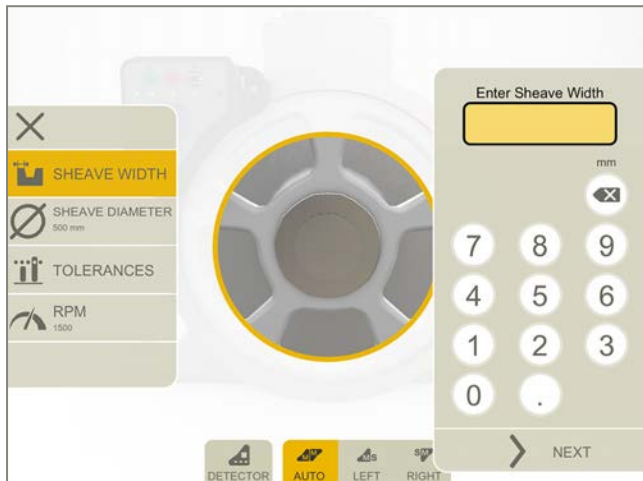 SHEAVE WIDTH
SHEAVE DIAMETER
500 mm
TOLERANCES
RPM
1500
Enter Sheave Width
mm
7 8 9
4 5 6
1 2 3
0 .
NEXT
DETECTOR
AUTO
LEFT
RIGHT